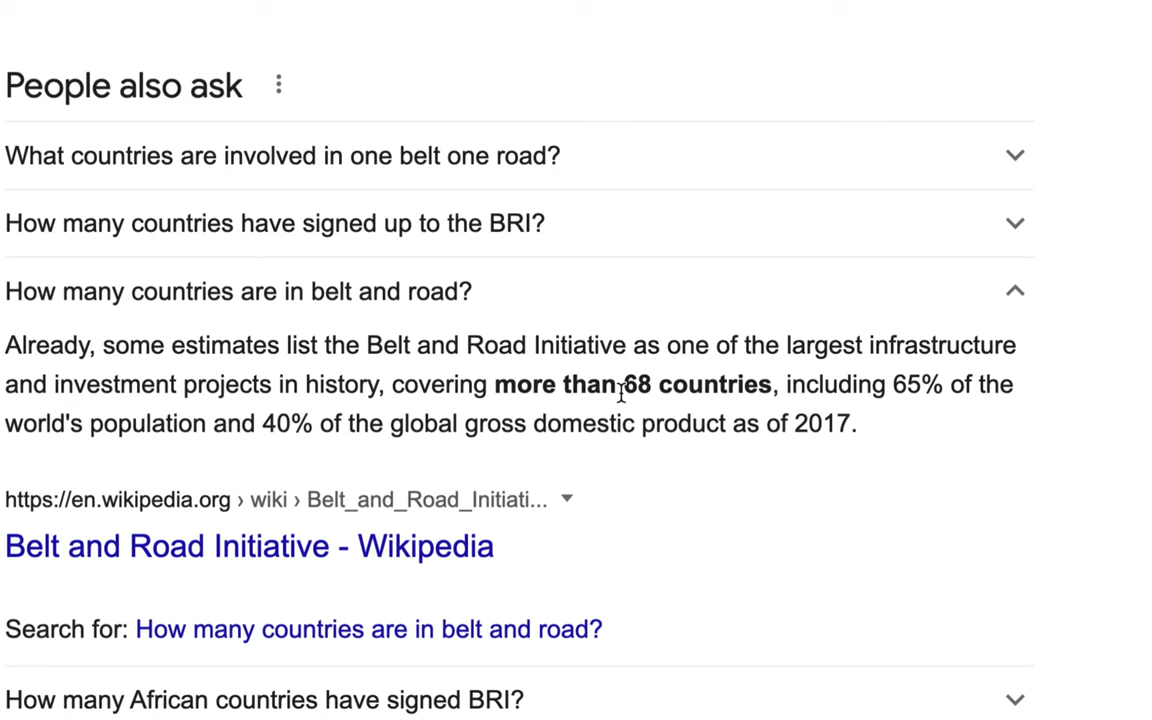 People also ask
What countries are involved in one belt one road?
How many countries have signed up to the BRI?
How many countries are in belt and road?
Already, some estimates list the Belt and Road Initiative as one of the largest infrastructure
and investment projects in history, covering more than 68 countries, including 65% of the
world's population and 40% of the global gross domestic product as of 2017.
https://en.wikipedia.org › wiki › Belt_and_Road_Initiati...
Belt and Road Initiative - Wikipedia
Search for: How many countries are in belt and road?
How many African countries have signed BRI?